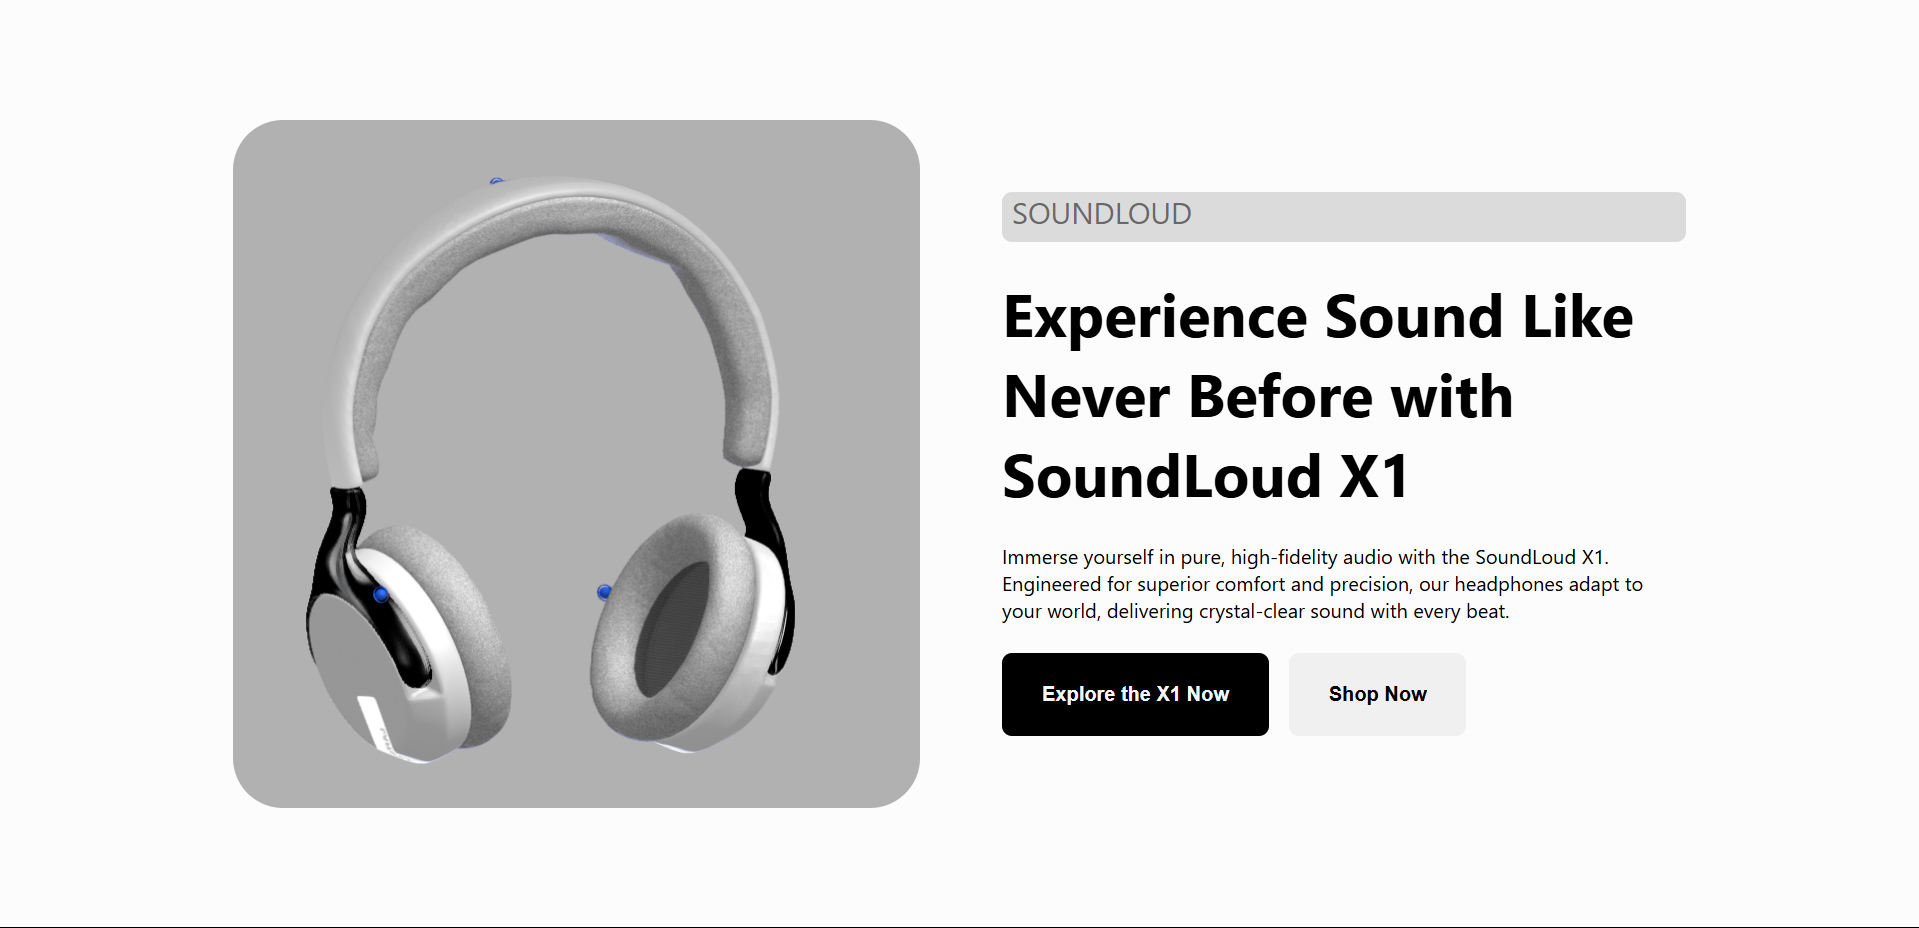 SOUNDLOUD
Experience Sound Like
Never Before with
SoundLoud X1
Immerse yourself in pure, high-fidelity audio with the SoundLoud X1.
Engineered for superior comfort and precision, our headphones adapt to
your world, delivering crystal-clear sound with every beat.
Explore the X1 Now
Shop Now